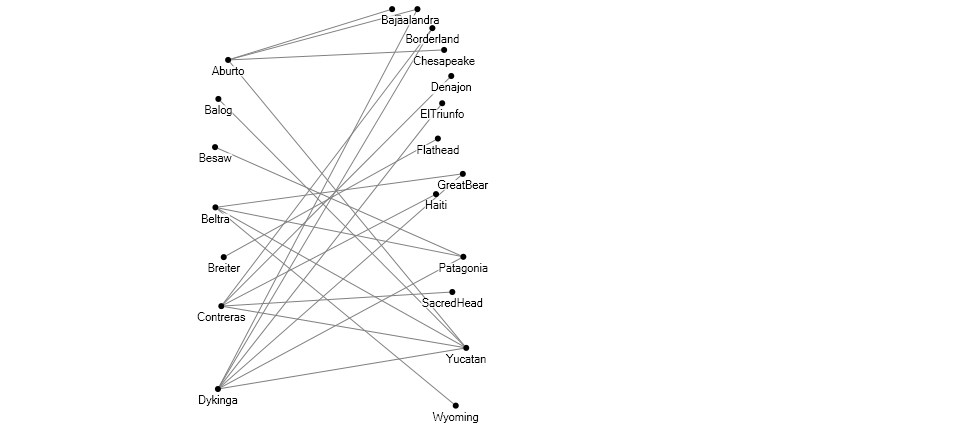 Bajaalandra
Borderland
Chesapeake
Aburto
Denajon
Balog
ElTriunfo
Flathead
Besaw
GreatBear
Haiti
Beltra
Breiter
Patagonia
SacredHead
Contreras
Yucatan
Dykinga
Wyoming